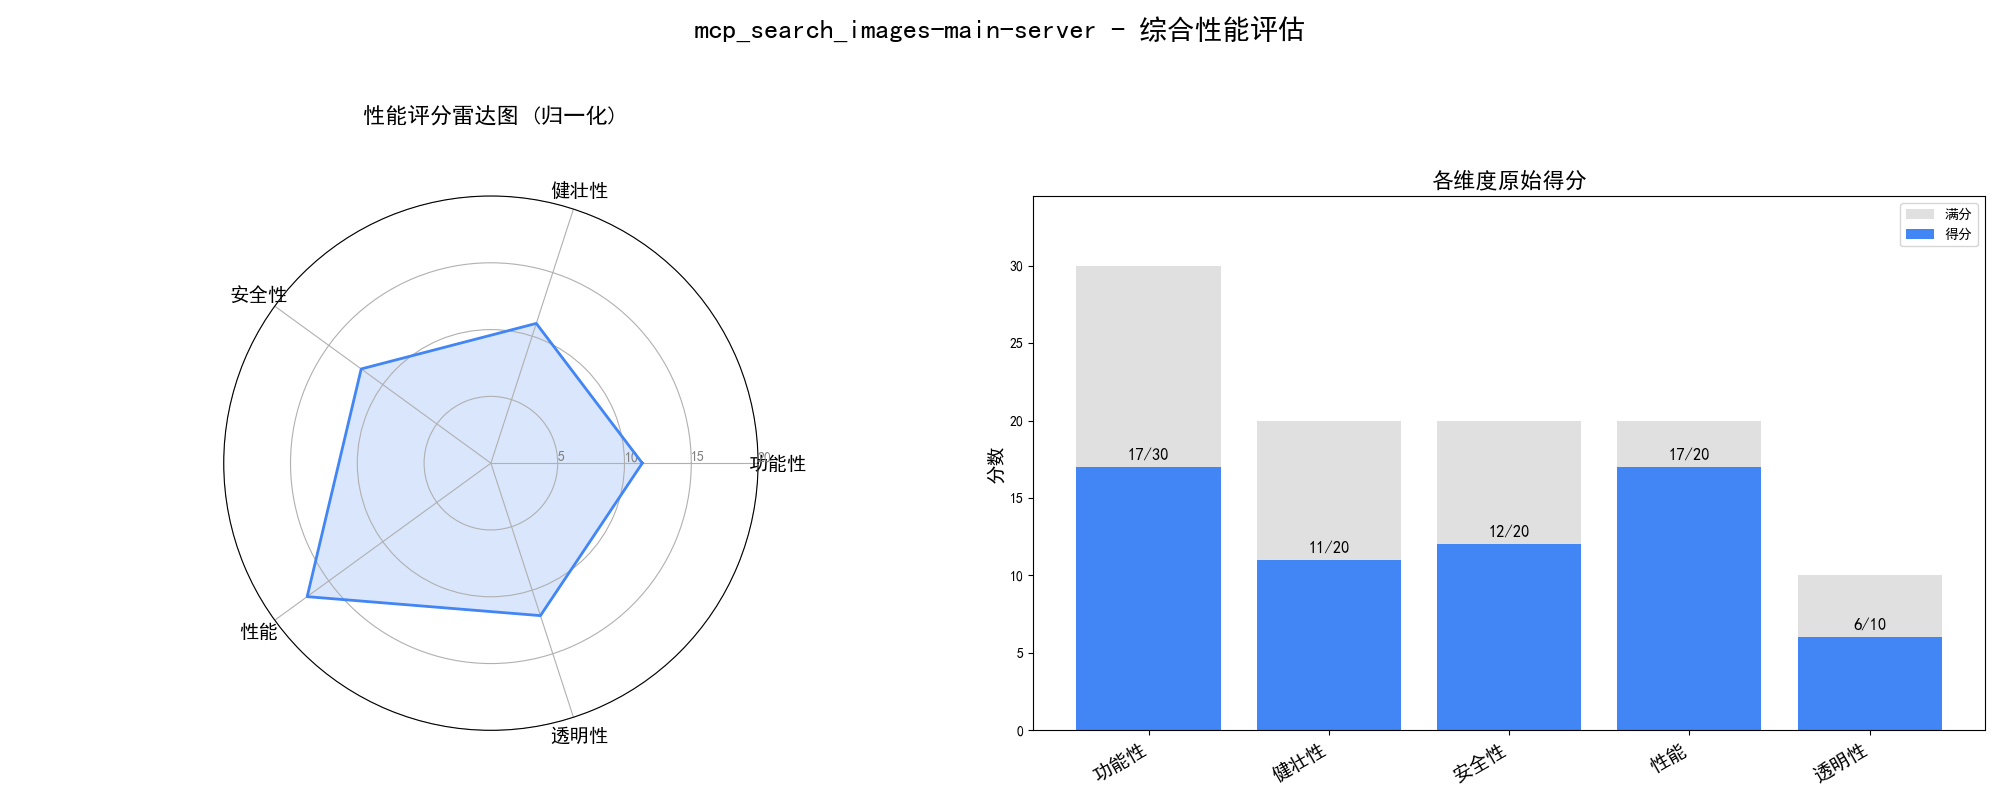 mcp_search_images-main-server - 综合性能评估
性能评分雷达图 (归一化)
健壮性
安全性
功能性
性能
透明性
5
10
15
20
各维度原始得分
满分
得分
分数
30
25
20
15
10
5
0
17/30
11/20
12/20
17/20
6/10
功能性
健壮性
安全性
性能
透明性